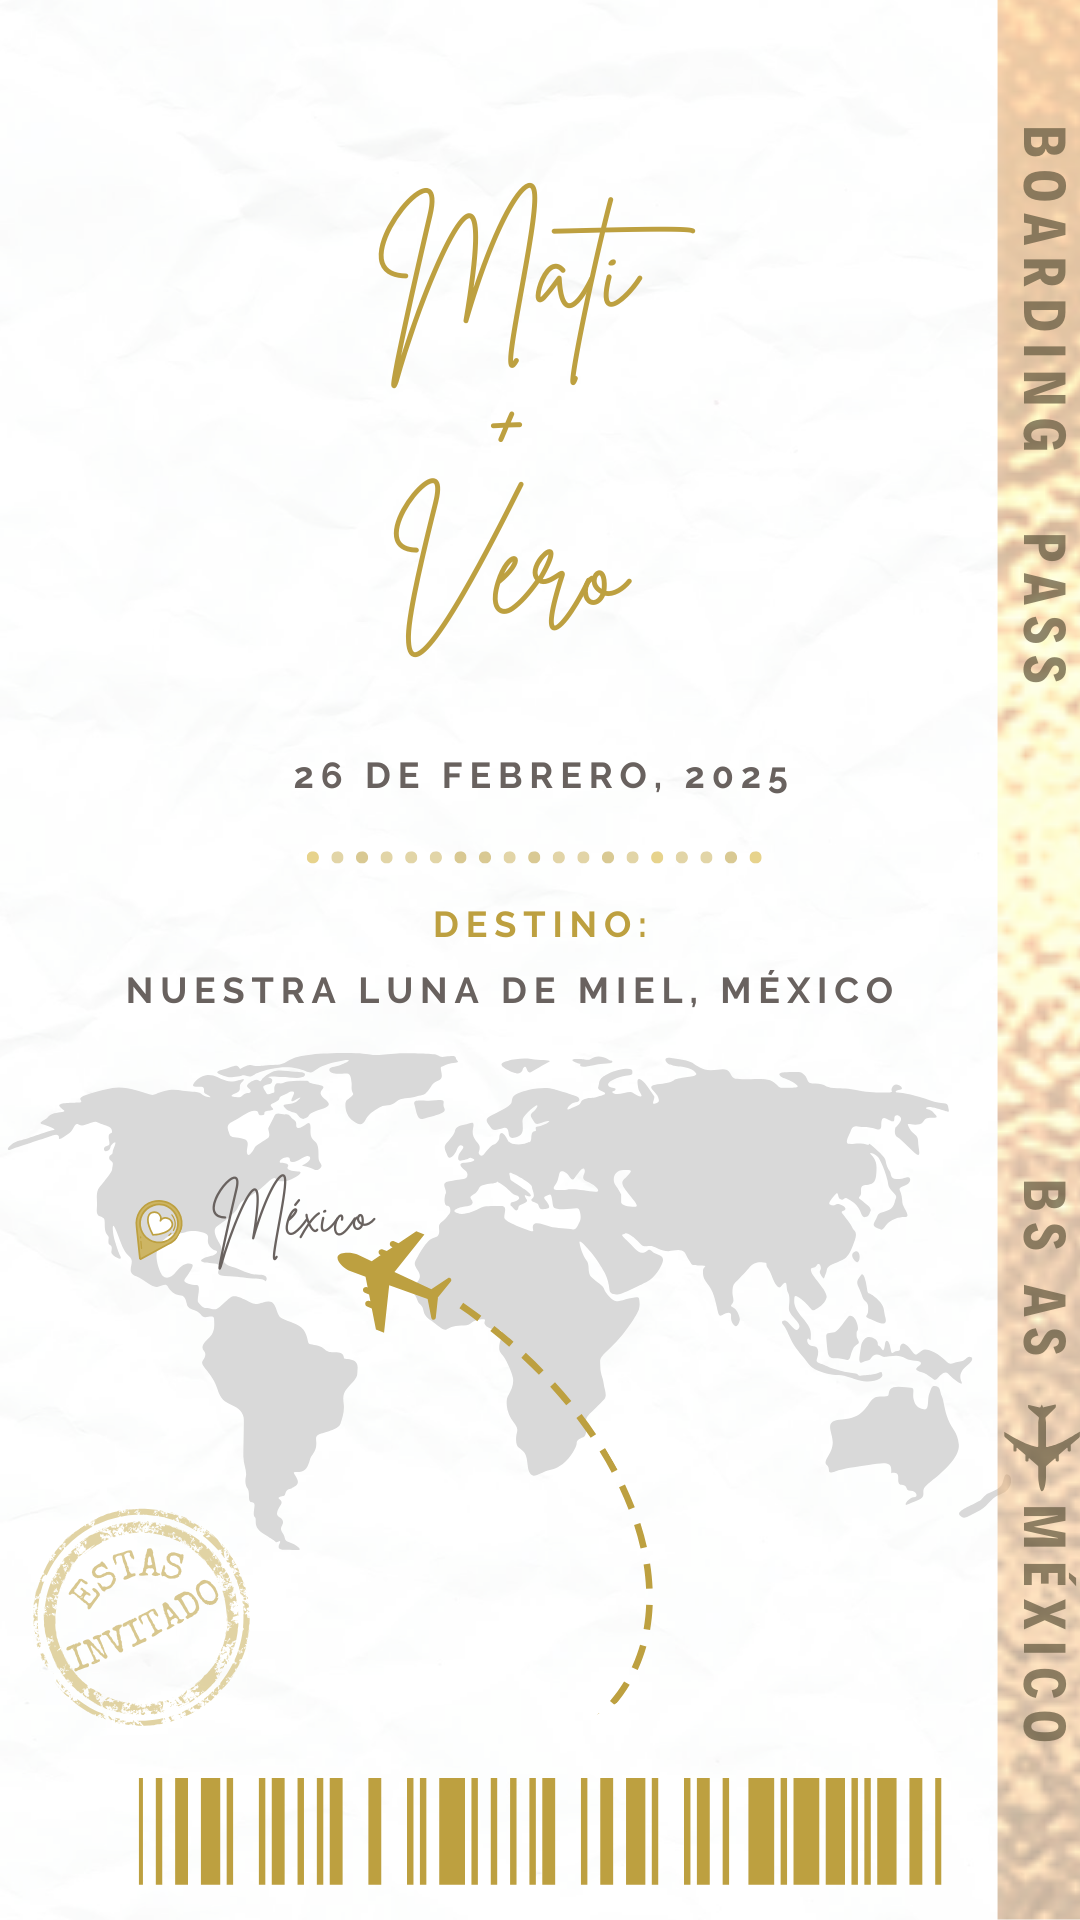 Mati
+
Vero
26 DE FEBRERO, 2025
DESTINO:
NUESTRA LUNA DE MIEL, MÉXICO
México
ESTAS
INVITADO
BOARDING PASS
BS AS
MÉXICO